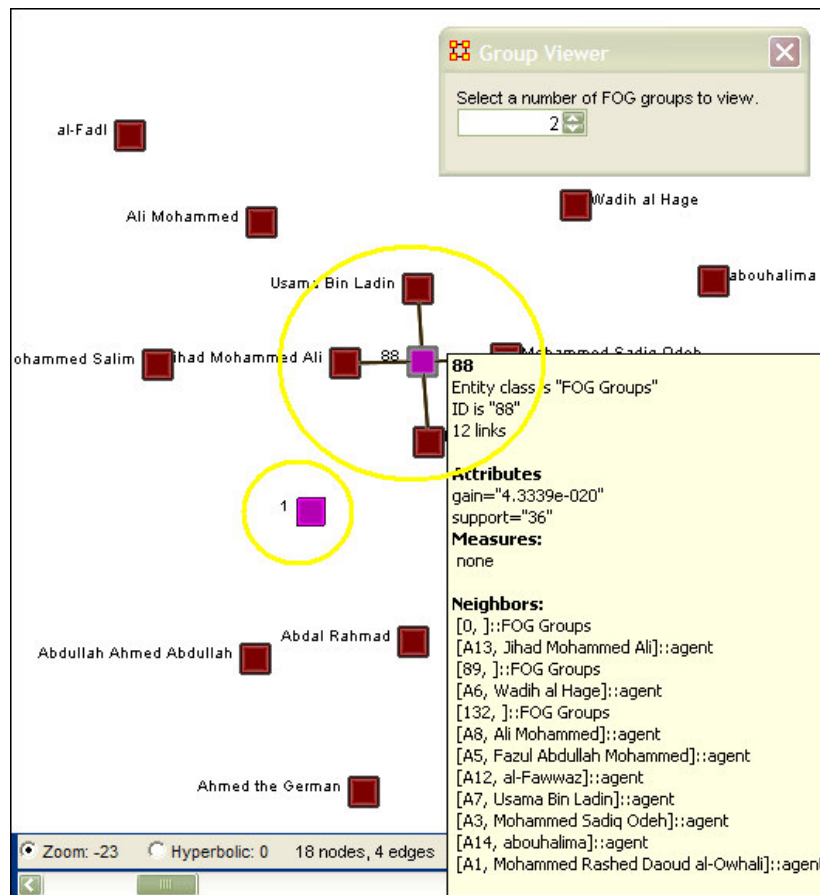 Group Viewer
Select a number of FOG groups to view.
2
al-Fadl
Wadih al Hage
Ali Mohammed
abouhalima
Usama Bin Ladin
ohammed Salim
Jihad Mohammed Ali
88
Mohammed Sadiq Odeh
88
Entity class is "FOG Groups"
ID is "88"
12 links
Attributes
gain="4.3339e-020"
support="36"
Measures:
none
1
Neighbors:
[0, ]::FOG Groups
[A13, Jihad Mohammed Ali]::agent
[89, ]::FOG Groups
[A6, Wadih al Hage]::agent
[132, ]::FOG Groups
[A8, Ali Mohammed]::agent
[A5, Fazul Abdullah Mohammed]::agent
[A12, al-Fawwaz]::agent
[A7, Usama Bin Ladin]::agent
[A3, Mohammed Sadiq Odeh]::agent
[A14, abouhalima]::agent
[A1, Mohammed Rashed Daoud al-Owhali]::agent
Abdal Rahmad
Abdullah Ahmed Abdullah
Ahmed the German
Zoom: -23
Hyperbolic: 0
18 nodes, 4 edges